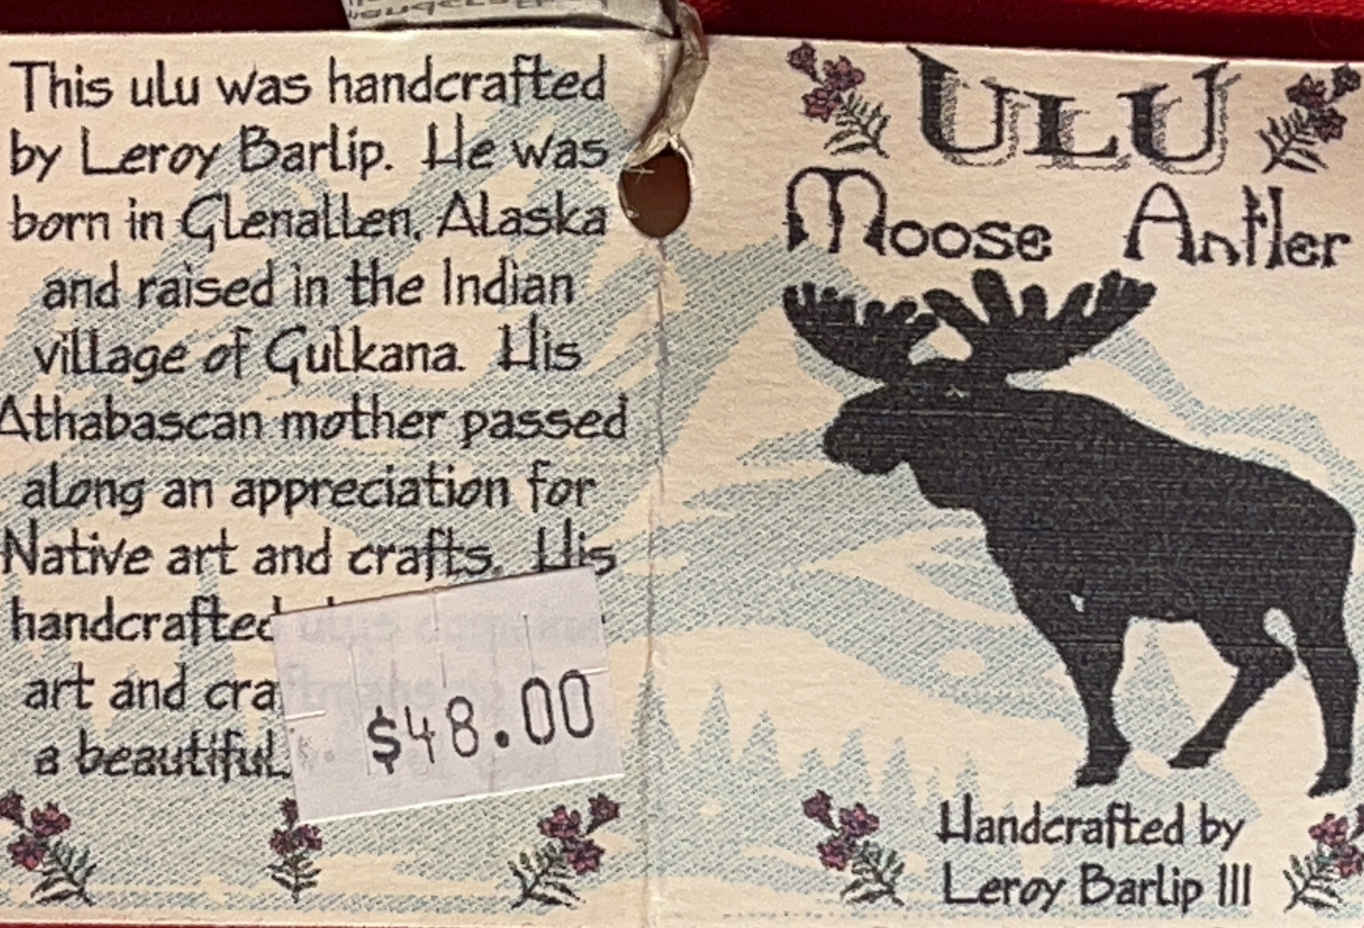 This ulu was handcrafted
by Leroy Barlip. He was
born in Glenallen, Alaska
and raised in the Indian
village of Gulkana. His
Athabascan mother passed
along an appreciation for
Native art and crafts. His
handcrafted
art and
a beautiful
$48.00
ULU
Moose Antler
Handcrafted by
Leroy Barlip III